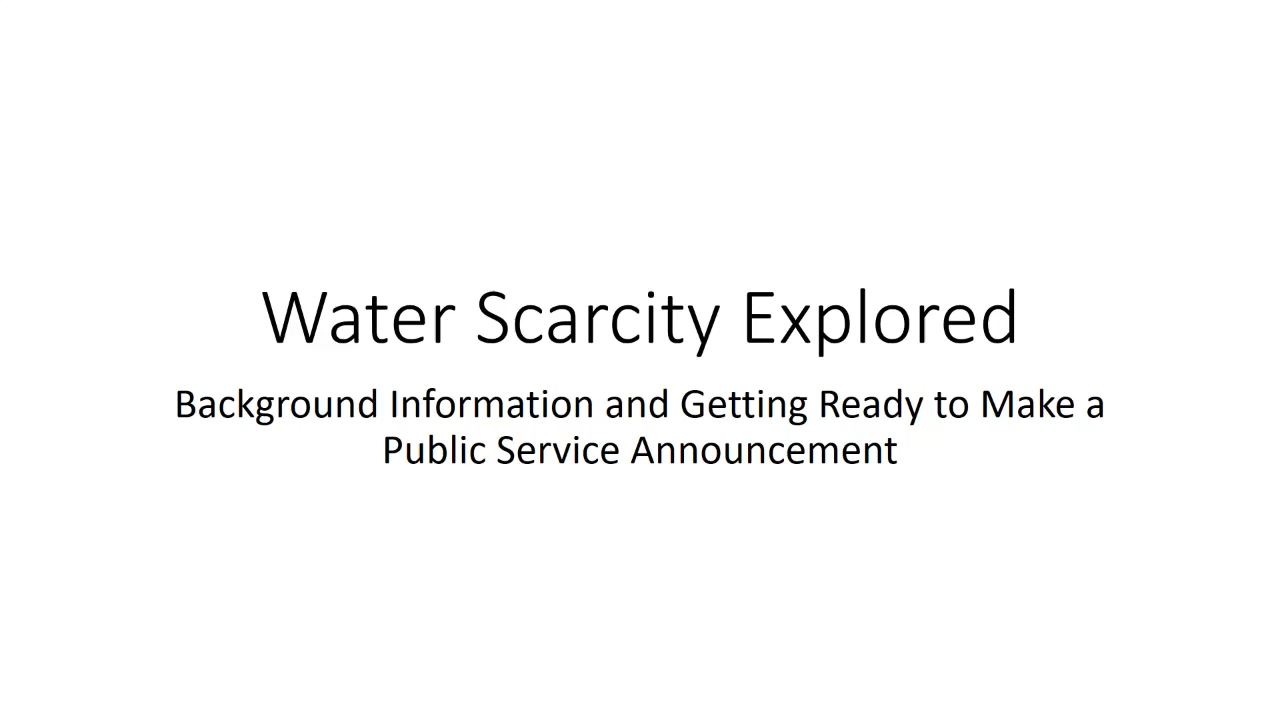 Water Scarcity Explored
Background Information and Getting Ready to Make a
Public Service Announcement